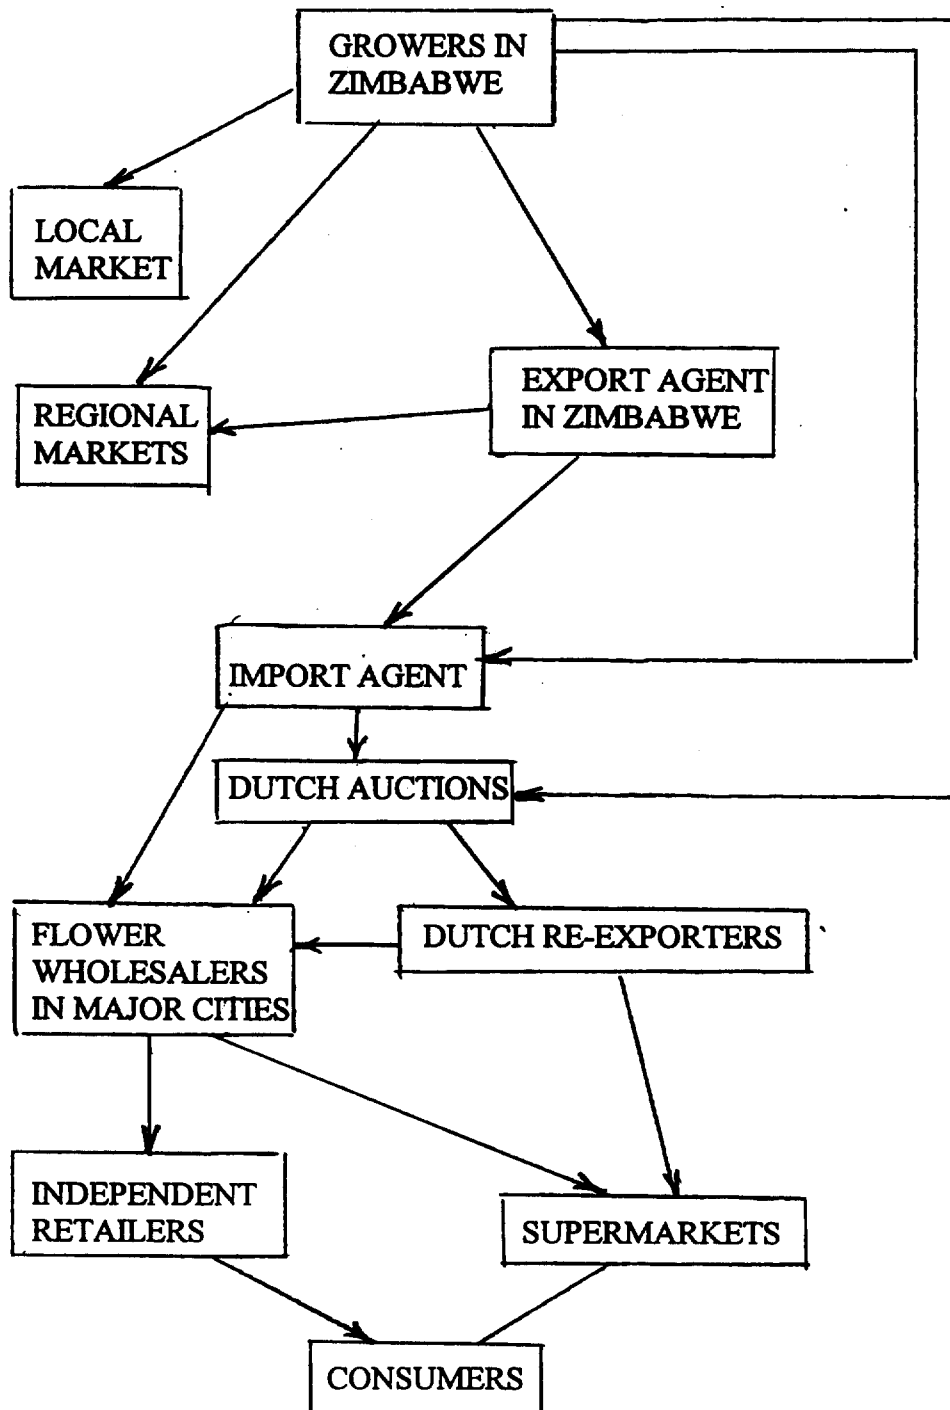 GROWERS IN
ZIMBABWE
LOCAL
MARKET
EXPORT AGENT
IN ZIMBABWE
REGIONAL
MARKETS
IMPORT AGENT
DUTCH AUCTIONS
FLOWER
WHOLESALERS
IN MAJOR CITIES
DUTCH RE-EXPORTERS
INDEPENDENT
RETAILERS
SUPERMARKETS
CONSUMERS